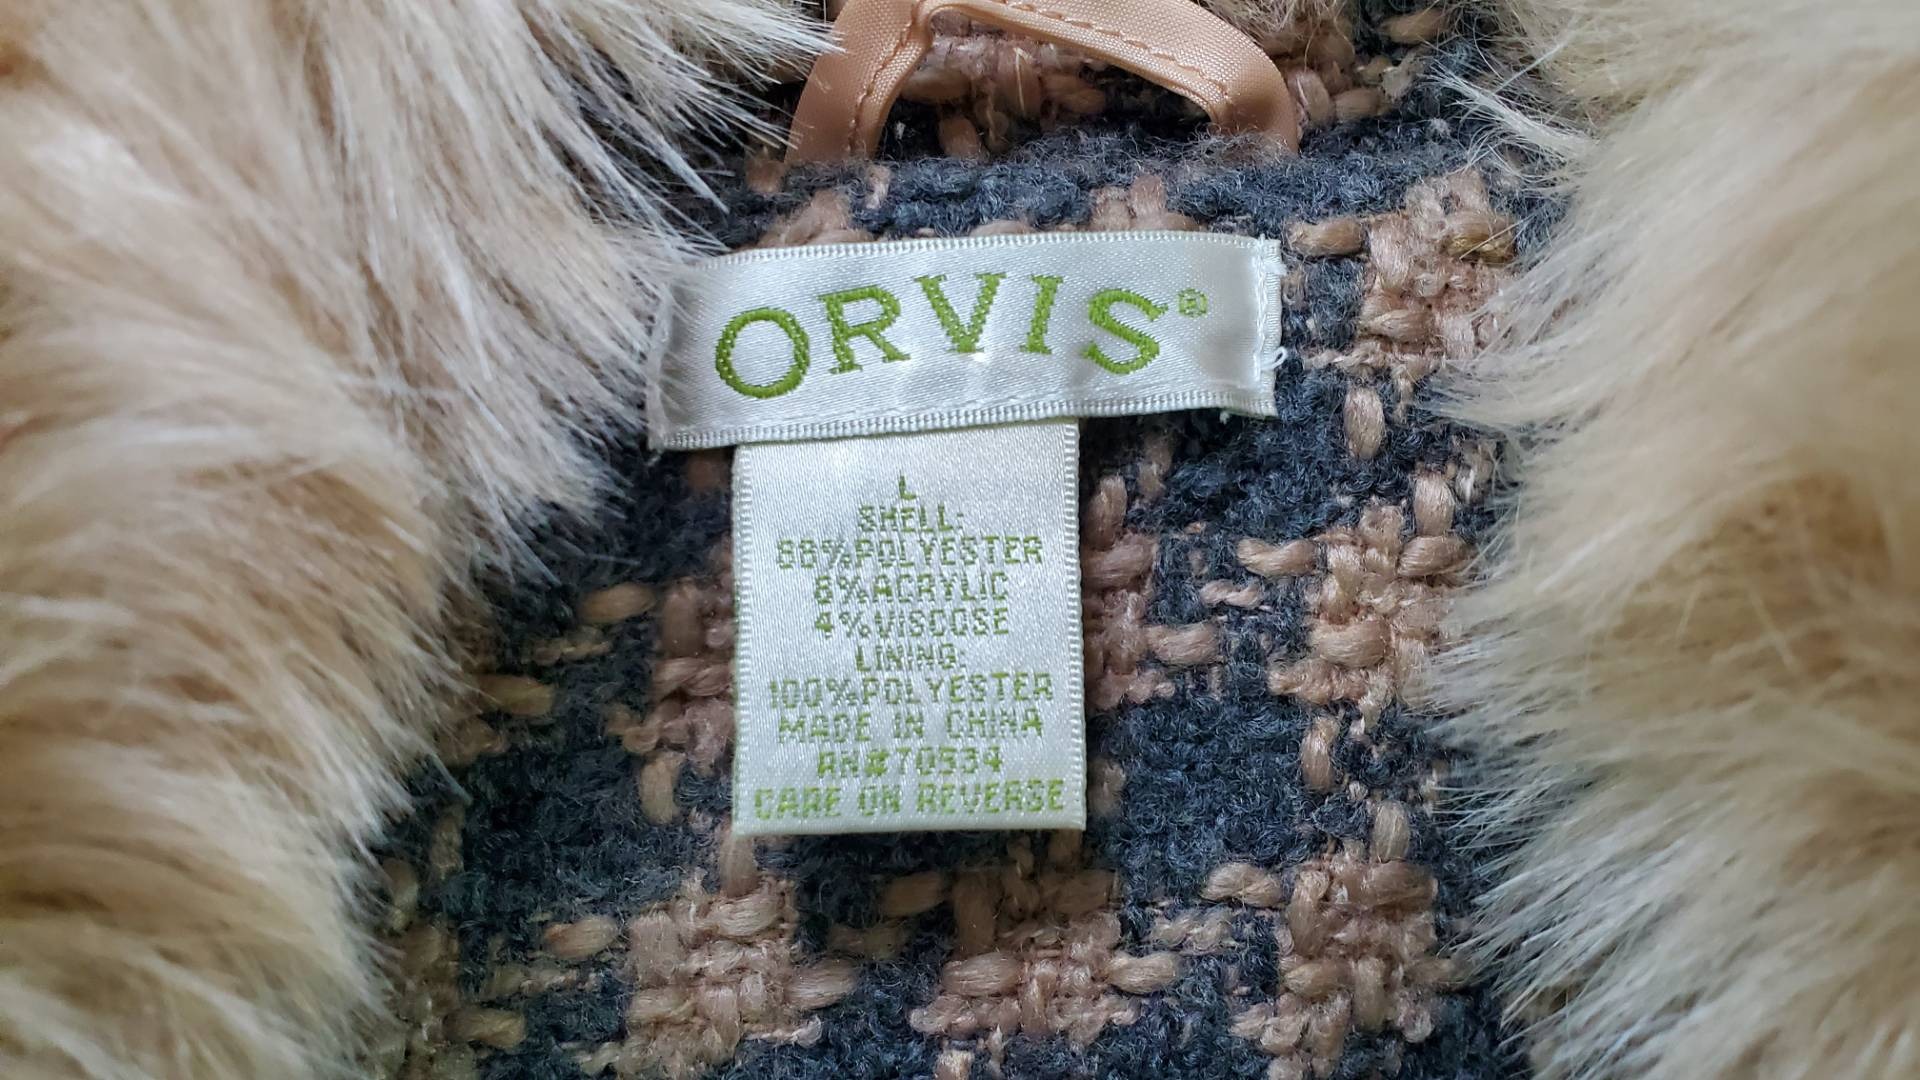 ORVIS®
L
SHELL:
88%POLYESTER
8%ACRYLIC
4%VISCOSE
LINING:
100%POLYESTER
MADE IN CHINA
RN#70534
CARE ON REVERSE